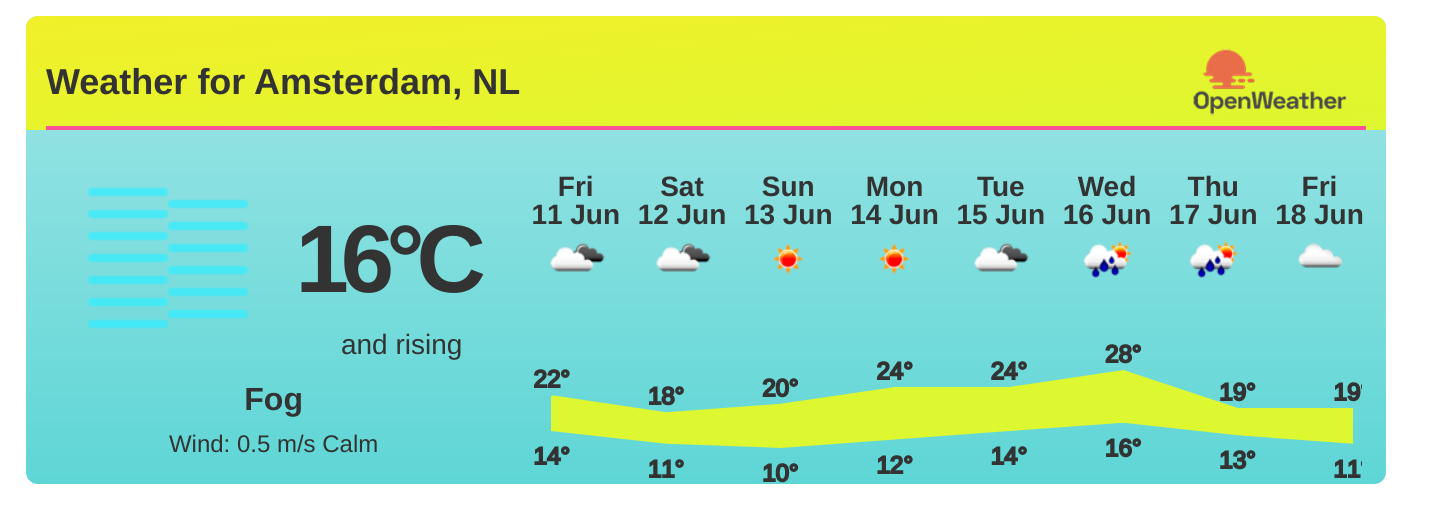 Weather for Amsterdam, NL
OpenWeather
Fri Sat Sun Mon Tue Wed Thu Fri
11 Jun 12 Jun 13 Jun 14 Jun 15 Jun 16 Jun 17 Jun 18 Jun
16°C
and rising
Fog
Wind: 0.5 m/s Calm
22° 18° 20° 24° 24° 28° 19° 19°
14° 11° 10° 12° 14° 16° 13° 11°